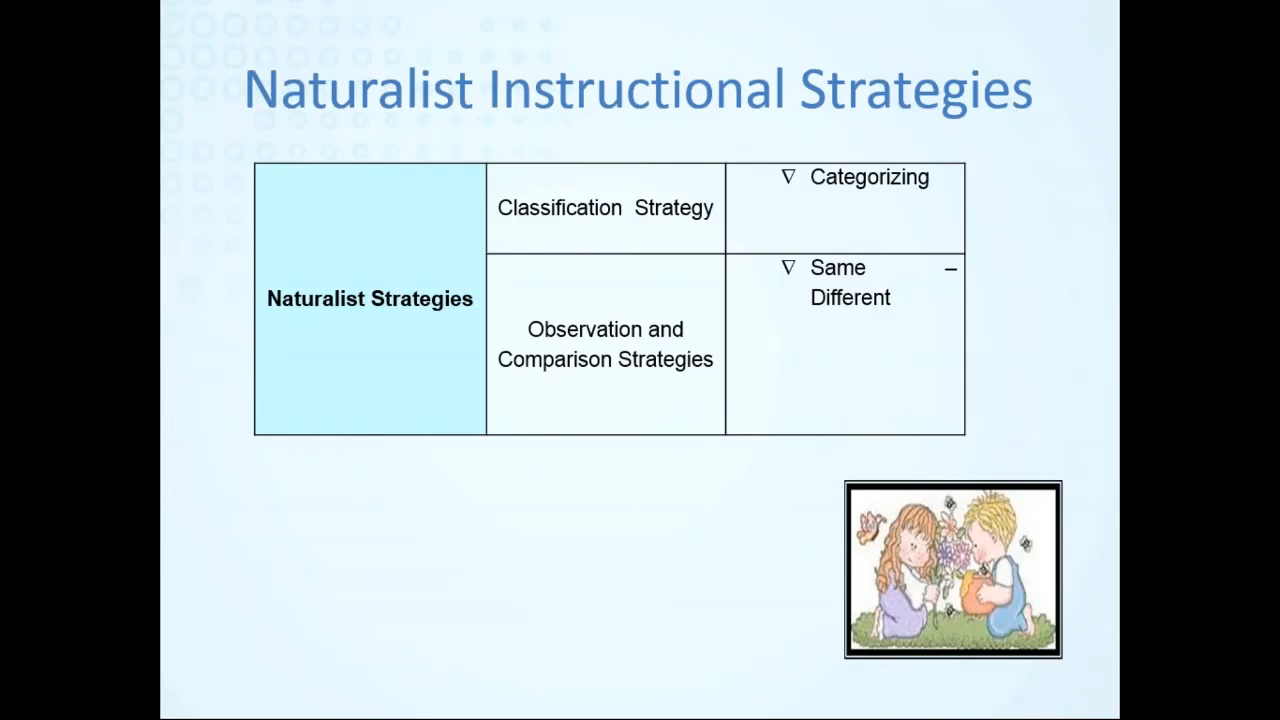 Naturalist Instructional Strategies
∇ Categorizing
Classification Strategy
Naturalist Strategies
∇ Same –
Different
Observation and
Comparison Strategies